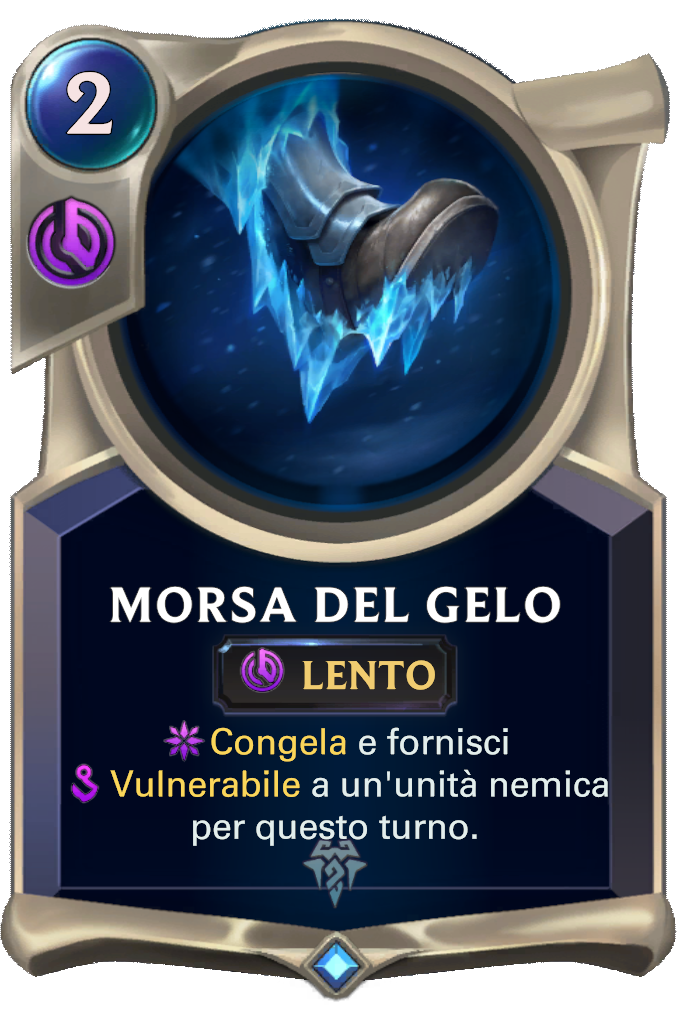 2
MORSA DEL GELO
LENTO
Congela e fornisci
Vulnerabile a un'unità nemica
per questo turno.